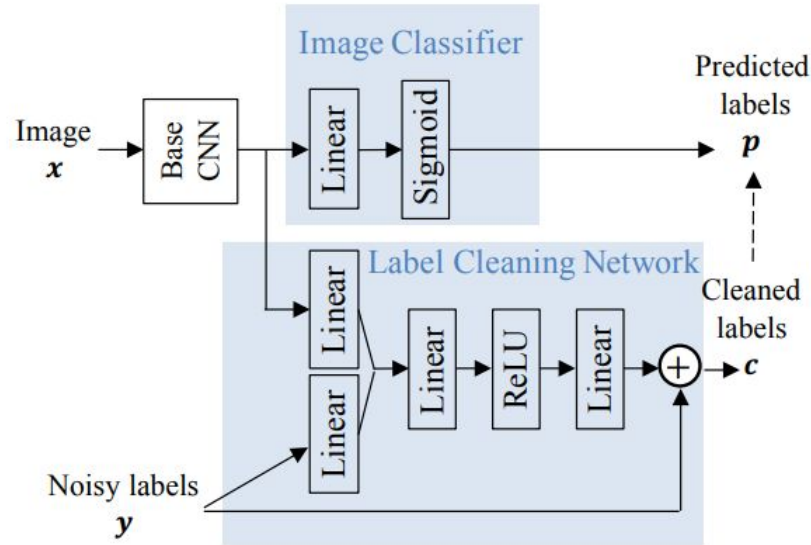 Image Classifier
Predicted
labels
p
Image
x
Base
CNN
Linear
Sigmoid
Label Cleaning Network
Linear
Linear
Linear
ReLU
Linear
+
Cleaned
labels
c
Noisy labels
y